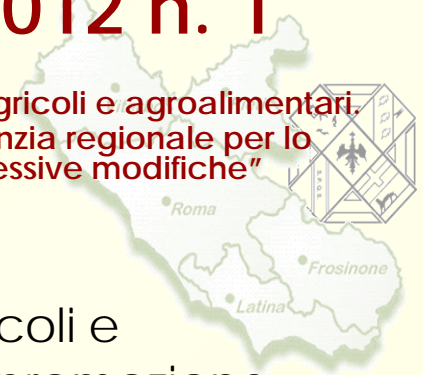 012 n. 1
gricoli e agroalimentari.
nzia regionale per lo
essive modifiche”
Roma
Frosinone
Latina
coli e